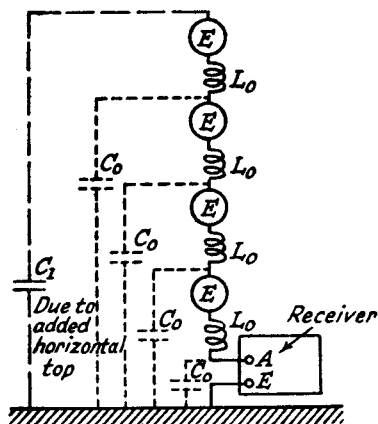 E
L₀
E
C₀
L₀
E
C₀
L₀
C₁
E
Due to
added
horizontal
top
C₀
L₀
Receiver
C₀
A
E